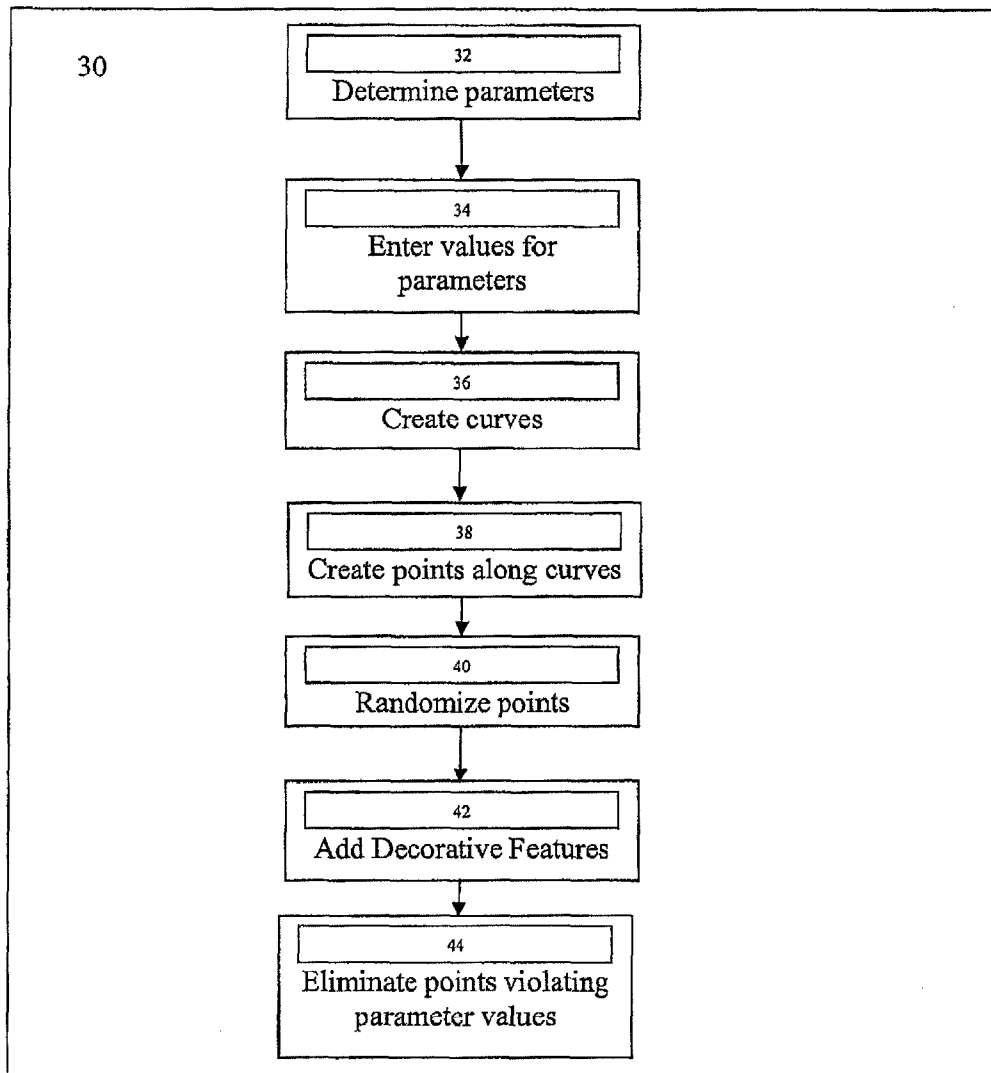 30
32
Determine parameters
34
Enter values for
parameters
36
Create curves
38
Create points along curves
40
Randomize points
42
Add Decorative Features
44
Eliminate points violating
parameter values